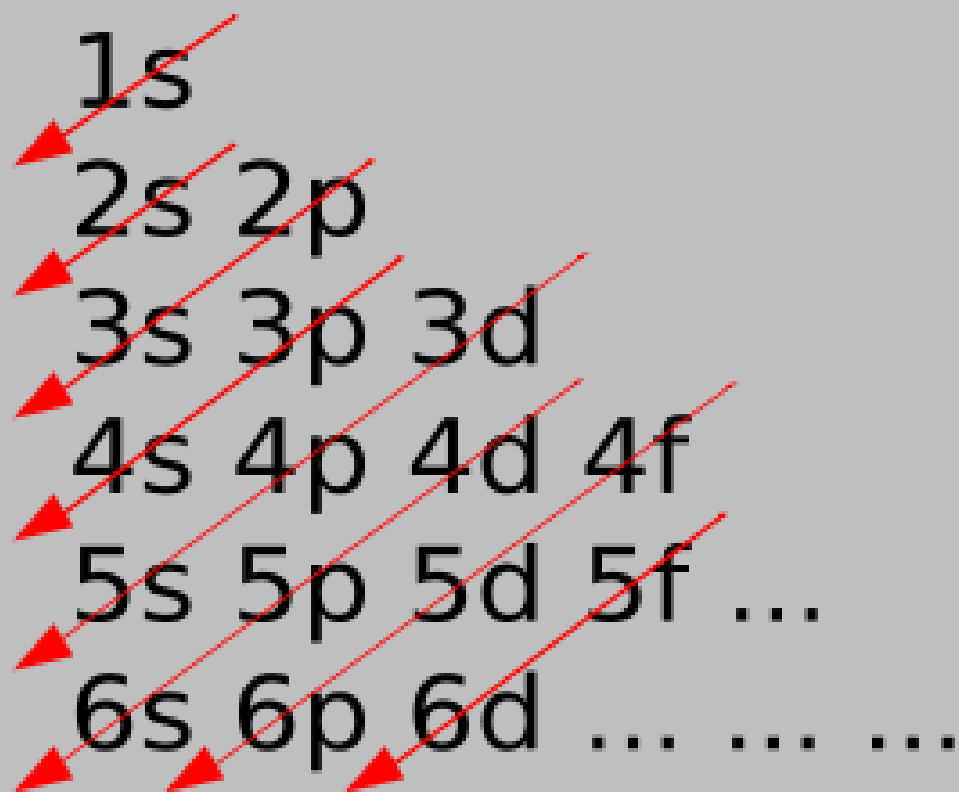 1s
2s 2p
3s 3p 3d
4s 4p 4d 4f
5s 5p 5d 5f ...
6s 6p 6d ... ... ...